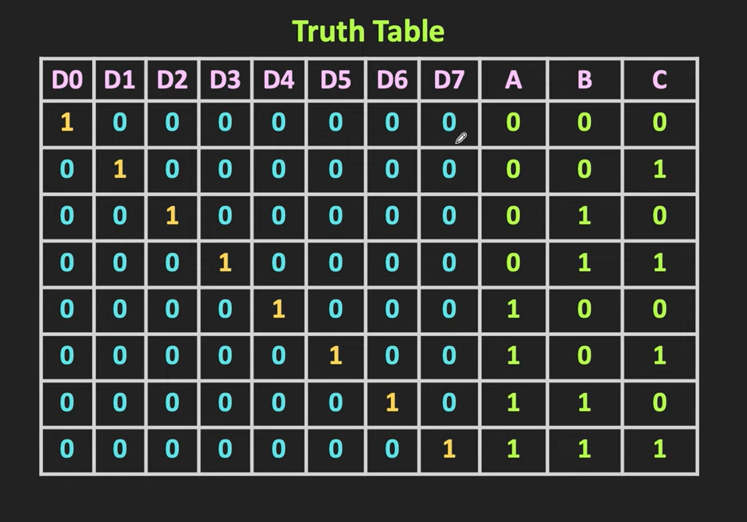 Truth Table
D0 D1 D2 D3 D4 D5 D6 D7 A B C
1 0 0 0 0 0 0 0 0 0 0
0 1 0 0 0 0 0 0 0 0 1
0 0 1 0 0 0 0 0 0 1 0
0 0 0 1 0 0 0 0 0 1 1
0 0 0 0 1 0 0 0 1 0 0
0 0 0 0 0 1 0 0 1 0 1
0 0 0 0 0 0 1 0 1 1 0
0 0 0 0 0 0 0 1 1 1 1